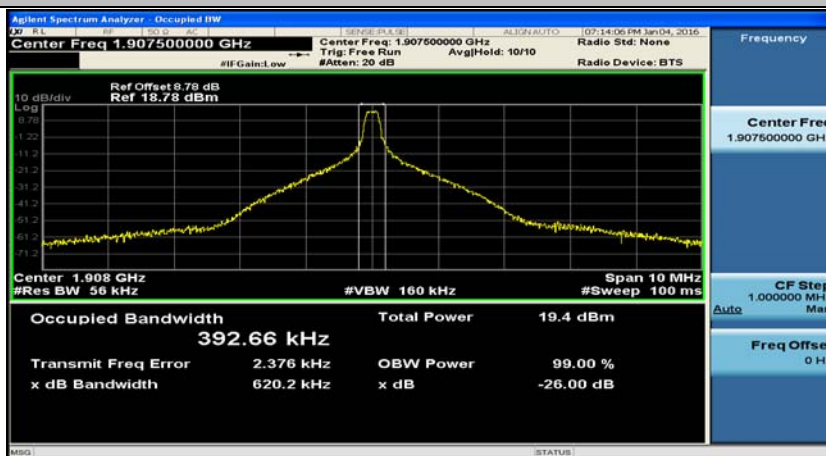 Agilent Spectrum Analyzer - Occupied BW
LXI RL RF 50 Ω AC SENSE:PULSE ALIGN AUTO 07:14:06 PM Jan 04, 2016
Center Freq 1.907500000 GHz
Center Freq: 1.907500000 GHz
Radio Std: None
Trig: Free Run Avg|Hold: 10/10
#IFGain:Low
#Atten: 20 dB
Radio Device: BTS
Ref Offset 8.78 dB
10 dB/div Ref 18.78 dBm
Log
8.78
-1.22
-11.2
-21.2
-31.2
-41.2
-51.2
-61.2
-71.2
Center 1.908 GHz Span 10 MHz
#Res BW 56 kHz #VBW 160 kHz #Sweep 100 ms
Occupied Bandwidth Total Power 19.4 dBm
392.66 kHz
Transmit Freq Error 2.376 kHz OBW Power 99.00 %
x dB Bandwidth 620.2 kHz x dB -26.00 dB
MSG STATUS
Frequency
Center Fre
1.907500000 GH
CF Step
1.000000 MH
Auto Ma
Freq Offse
0 H